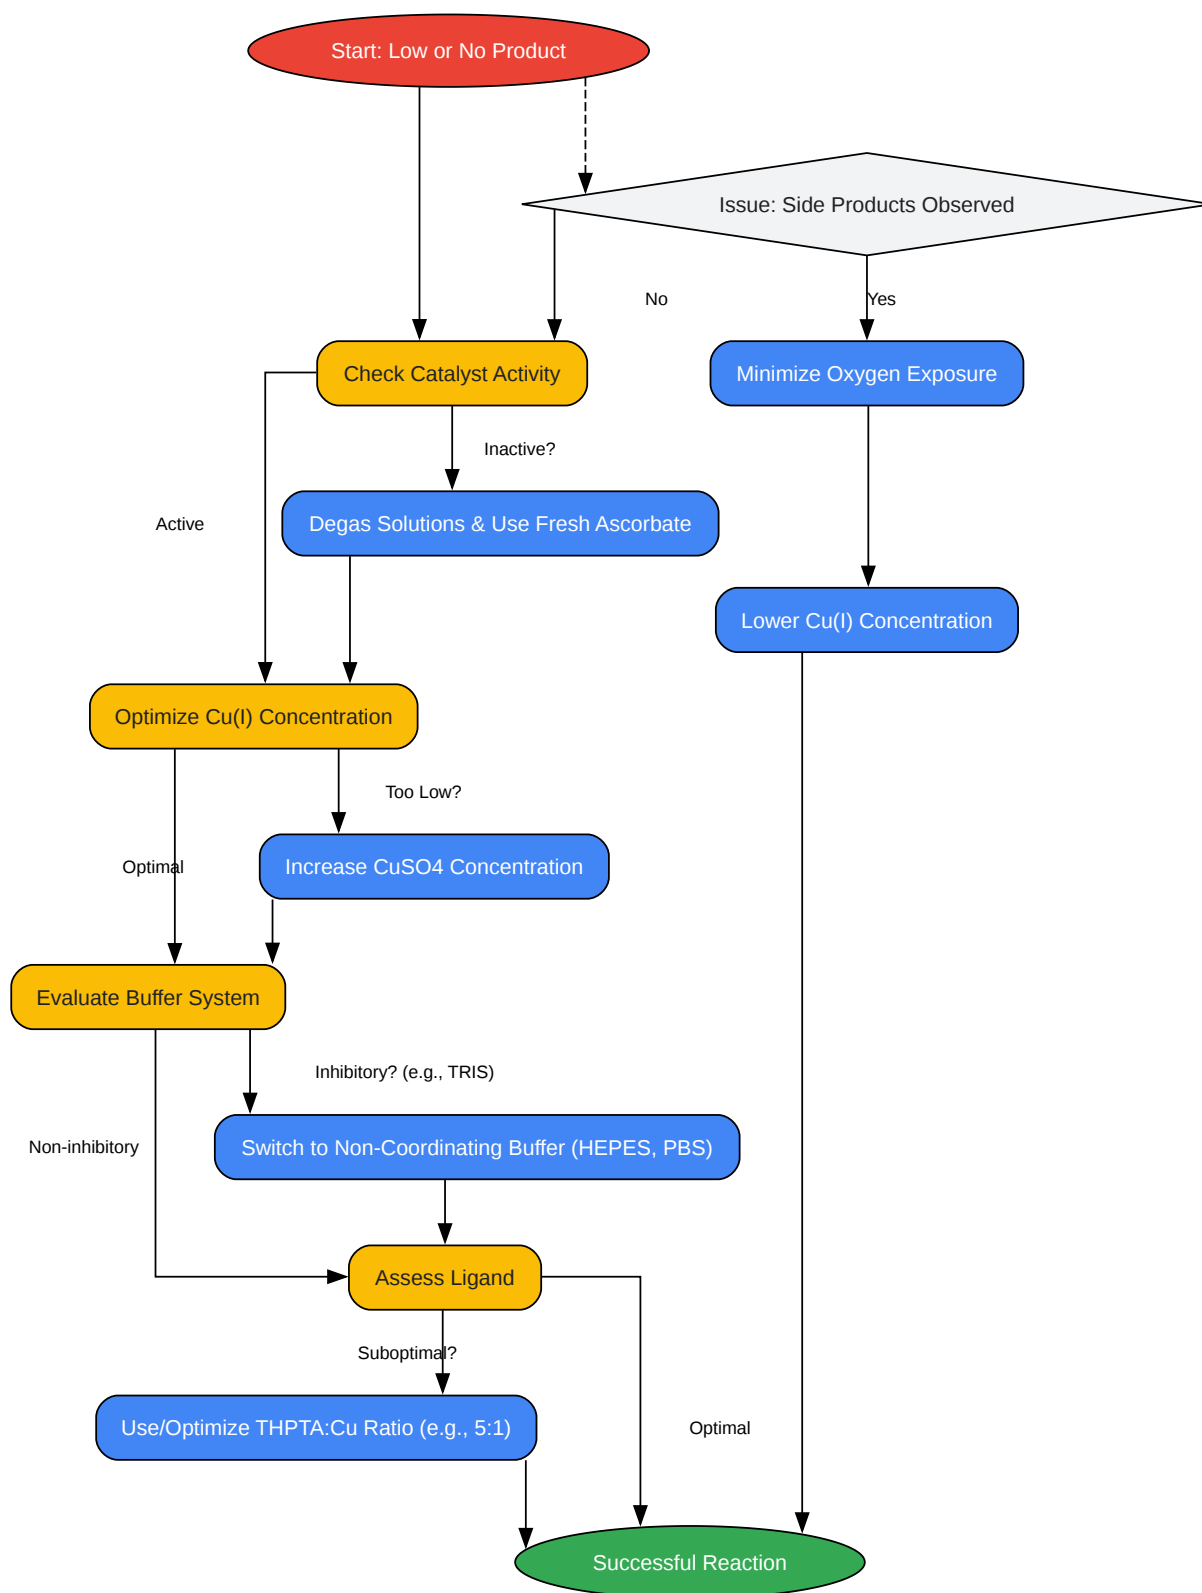 Start: Low or No Product
Issue: Side Products Observed
No
Yes
Check Catalyst Activity
Minimize Oxygen Exposure
Inactive?
Active
Degas Solutions & Use Fresh Ascorbate
Lower Cu(I) Concentration
Optimize Cu(I) Concentration
Too Low?
Optimal
Increase CuSO4 Concentration
Evaluate Buffer System
Inhibitory? (e.g., TRIS)
Non-inhibitory
Switch to Non-Coordinating Buffer (HEPES, PBS)
Assess Ligand
Suboptimal?
Use/Optimize THPTA:Cu Ratio (e.g., 5:1)
Optimal
Successful Reaction